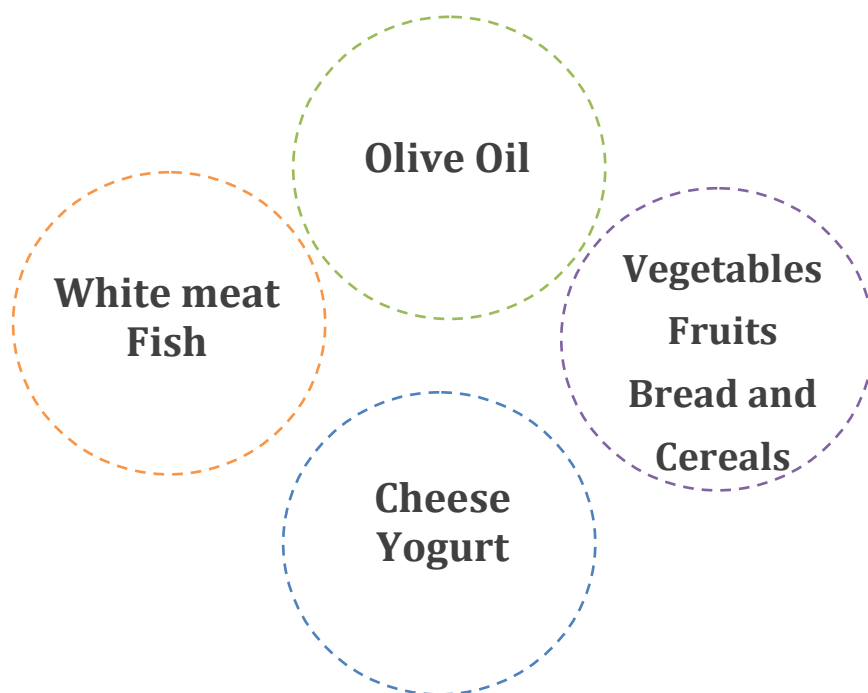 Olive Oil
White meat
Fish
Vegetables
Fruits
Bread and
Cereals
Cheese
Yogurt